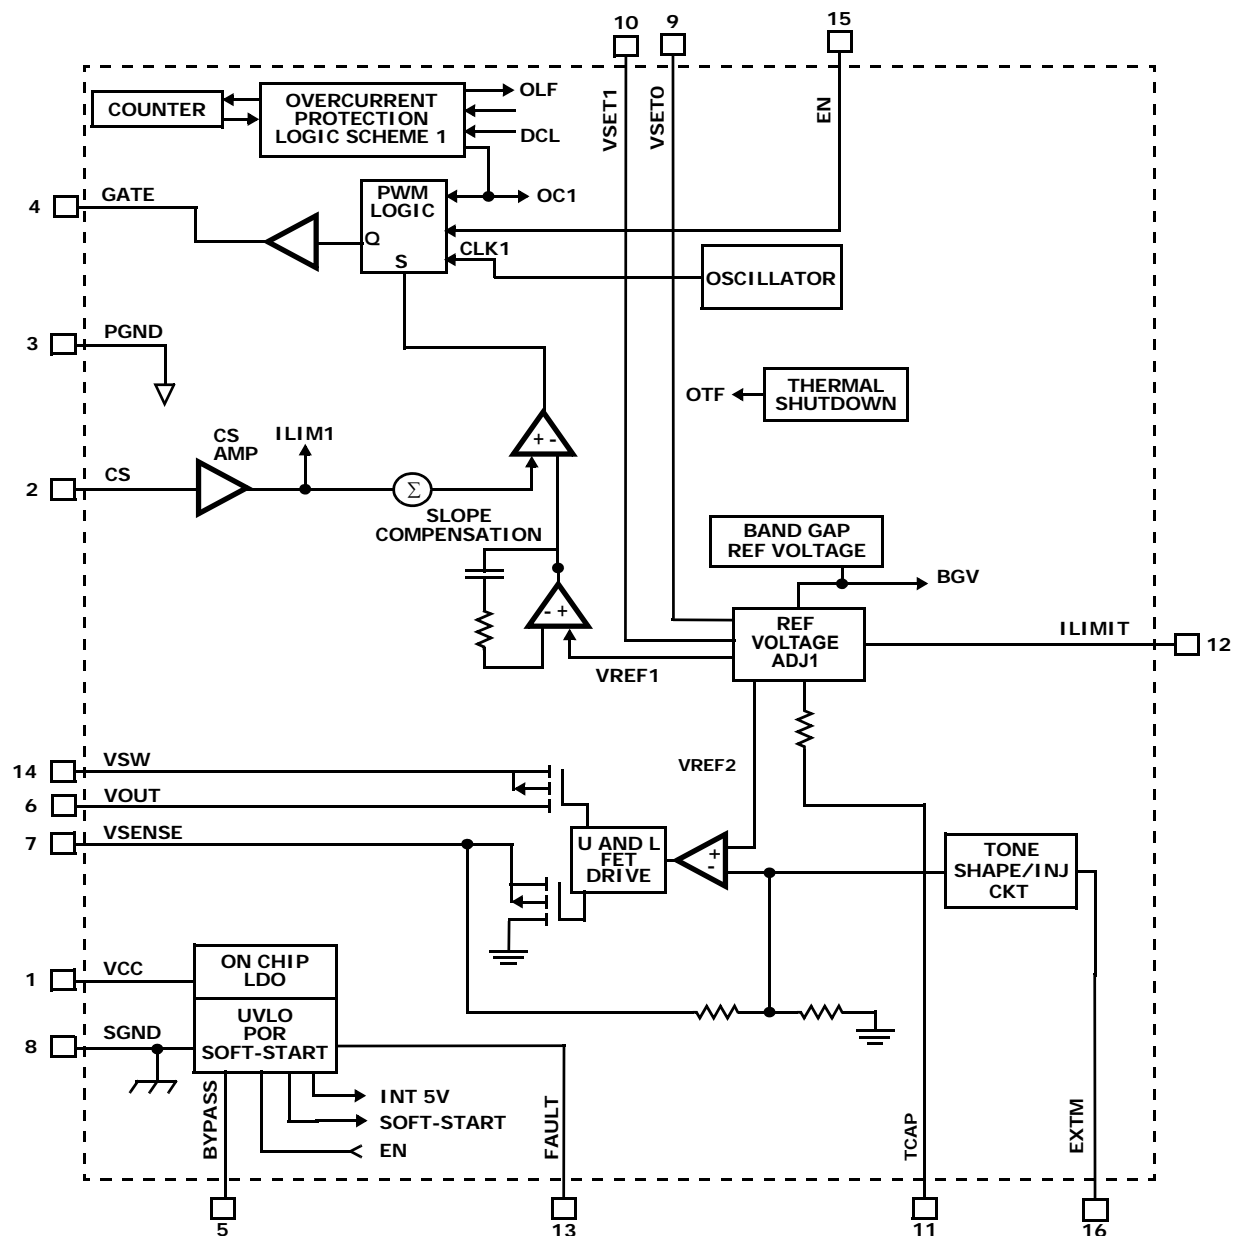 10
9
15
VSET1
VSET0
EN
COUNTER
OVERCURRENT
PROTECTION
LOGIC SCHEME 1
OLF
DCL
OC1
4
GATE
PWM
LOGIC
Q
S
CLK1
OSCILLATOR
3
PGND
OTF
THERMAL
SHUTDOWN
2
CS
CS
AMP
ILIM1
Σ
+ -
SLOPE
COMPENSATION
BAND GAP
REF VOLTAGE
BGV
- +
VREF1
REF
VOLTAGE
ADJ1
ILIMIT
12
14
VSW
6
VOUT
7
VSENSE
VREF2
U AND L
FET
DRIVE
+
-
TONE
SHAPE/INJ
CKT
1
VCC
ON CHIP
LDO
8
SGND
UVLO
POR
SOFT-START
INT 5V
SOFT-START
EN
BYPASS
FAULT
TCAP
EXTM
5
13
11
16